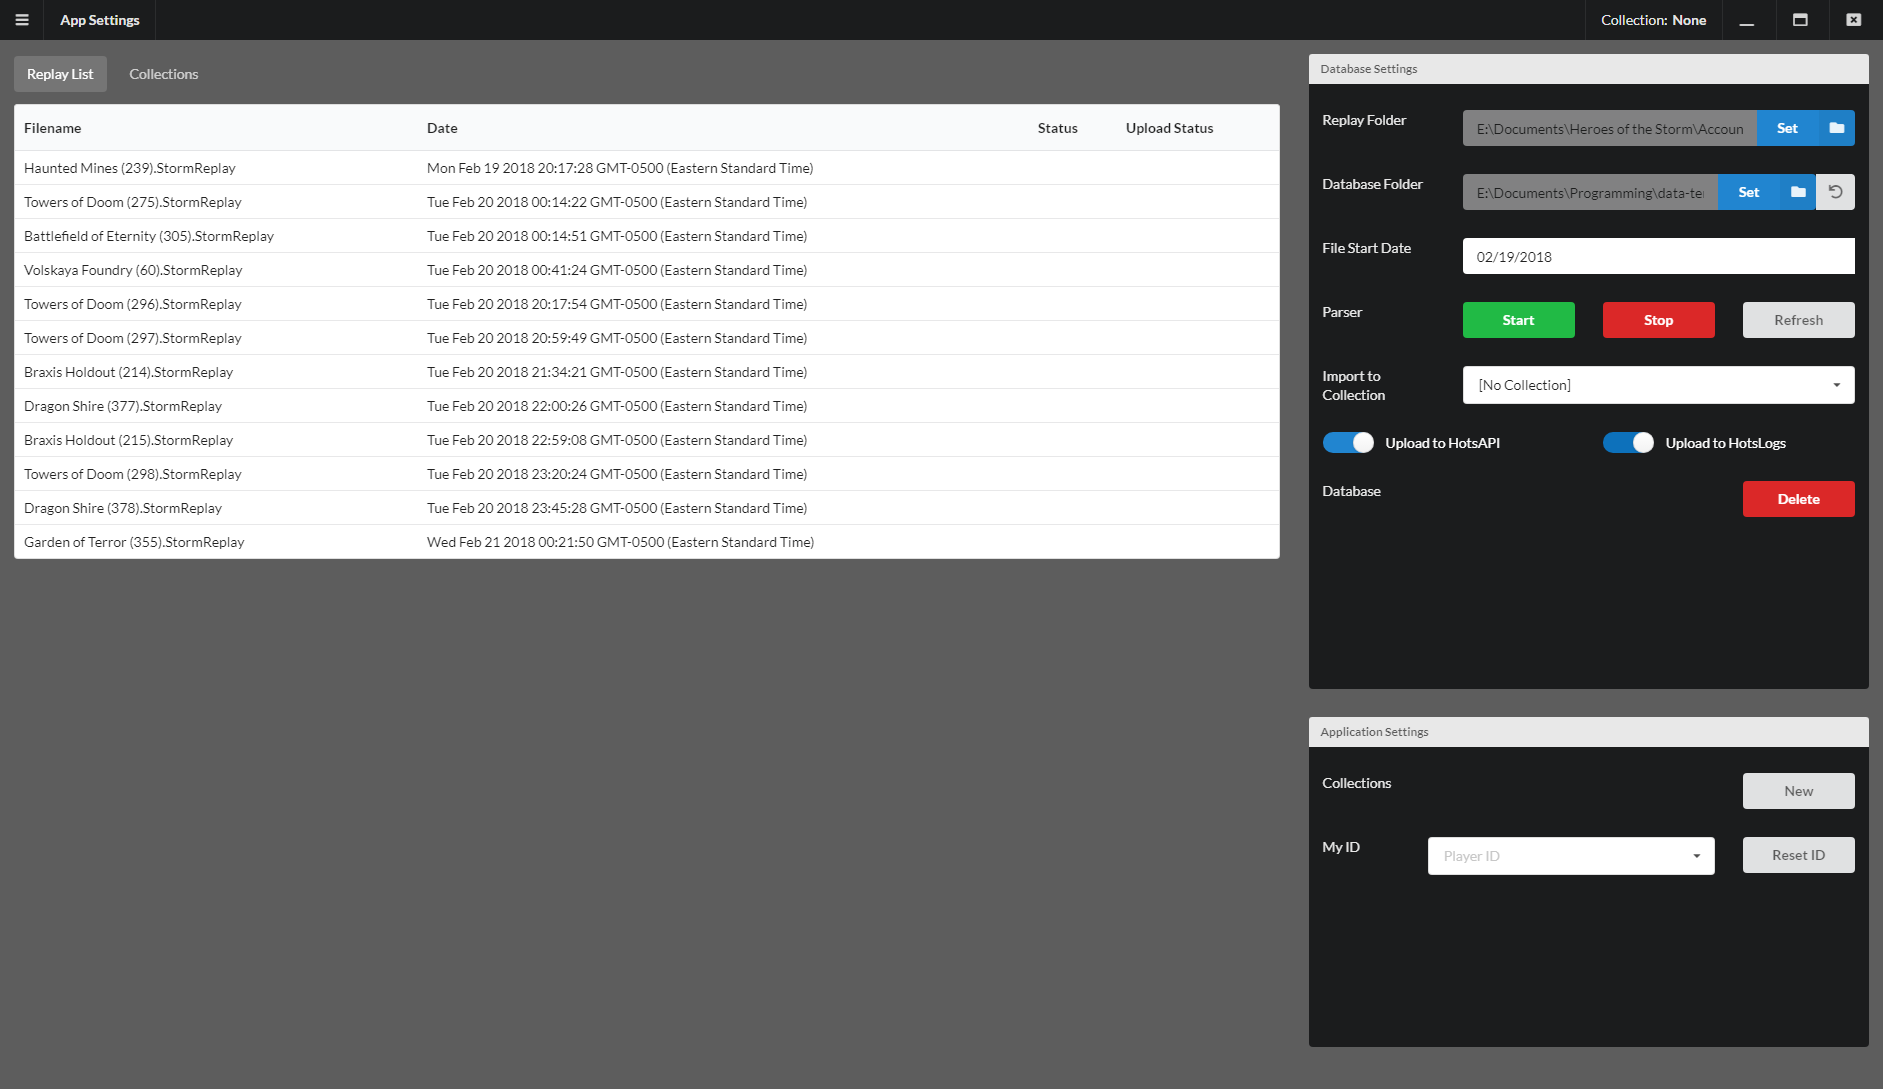 App Settings
Collection: None
Replay List
Collections
Filename Date Status Upload Status
Haunted Mines (239).StormReplay Mon Feb 19 2018 20:17:28 GMT-0500 (Eastern Standard Time)
Towers of Doom (275).StormReplay Tue Feb 20 2018 00:14:22 GMT-0500 (Eastern Standard Time)
Battlefield of Eternity (305).StormReplay Tue Feb 20 2018 00:14:51 GMT-0500 (Eastern Standard Time)
Volskaya Foundry (60).StormReplay Tue Feb 20 2018 00:41:24 GMT-0500 (Eastern Standard Time)
Towers of Doom (296).StormReplay Tue Feb 20 2018 20:17:54 GMT-0500 (Eastern Standard Time)
Towers of Doom (297).StormReplay Tue Feb 20 2018 20:59:49 GMT-0500 (Eastern Standard Time)
Braxis Holdout (214).StormReplay Tue Feb 20 2018 21:34:21 GMT-0500 (Eastern Standard Time)
Dragon Shire (377).StormReplay Tue Feb 20 2018 22:00:26 GMT-0500 (Eastern Standard Time)
Braxis Holdout (215).StormReplay Tue Feb 20 2018 22:59:08 GMT-0500 (Eastern Standard Time)
Towers of Doom (298).StormReplay Tue Feb 20 2018 23:20:24 GMT-0500 (Eastern Standard Time)
Dragon Shire (378).StormReplay Tue Feb 20 2018 23:45:28 GMT-0500 (Eastern Standard Time)
Garden of Terror (355).StormReplay Wed Feb 21 2018 00:21:50 GMT-0500 (Eastern Standard Time)
Database Settings
Replay Folder E:\Documents\Heroes of the Storm\Accoun Set
Database Folder E:\Documents\Programming\data-te Set
File Start Date 02/19/2018
Parser Start Stop Refresh
Import to
Collection
[No Collection]
Upload to HotsAPI Upload to HotsLogs
Database Delete
Application Settings
Collections New
My ID Player ID Reset ID